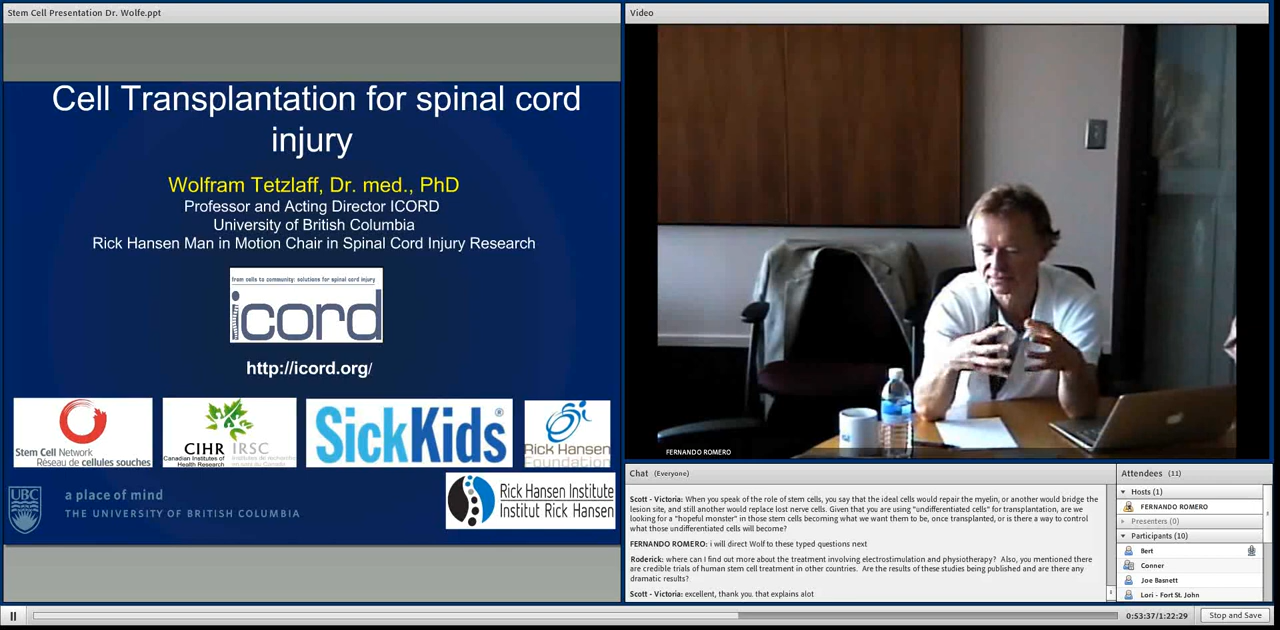 Stem Cell Presentation Dr. Wolfe.ppt
Cell Transplantation for spinal cord
injury
Wolfram Tetzlaff, Dr. med., PhD
Professor and Acting Director ICORD
University of British Columbia
Rick Hansen Man in Motion Chair in Spinal Cord Injury Research
from cells to community: solutions for spinal cord injury
icord
http://icord.org/
Stem Cell Network
Réseau de cellules souches
CIHR IRSC
Canadian Institutes of
Health Research
Instituts de recherche
en santé du Canada
SickKids®
Rick Hansen
Foundation
UBC
a place of mind
THE UNIVERSITY OF BRITISH COLUMBIA
Rick Hansen Institute
Institut Rick Hansen
Video
FERNANDO ROMERO
Chat (Everyone)
Scott - Victoria: When you speak of the role of stem cells, you say that the ideal cells would repair the myelin, or another would bridge the
lesion site, and still another would replace lost nerve cells. Given that you are using "undifferentiated cells" for transplantation, are we
looking for a "hopeful monster" in those stem cells becoming what we want them to be, once transplanted, or is there a way to control
what those undifferentiated cells will become?
FERNANDO ROMERO: i will direct Wolf to these typed questions next
Roderick: where can I find out more about the treatment involving electrostimulation and physiotherapy? Also, you mentioned there
are credible trials of human stem cell treatment in other countries. Are the results of these studies being published and are there any
dramatic results?
Scott - Victoria: excellent, thank you. that explains alot
Attendees (11)
Hosts (1)
FERNANDO ROMERO
Presenters (0)
Participants (10)
Bert
Conner
Joe Basnett
Lori - Fort St. John
0:53:37/1:22:29
Stop and Save